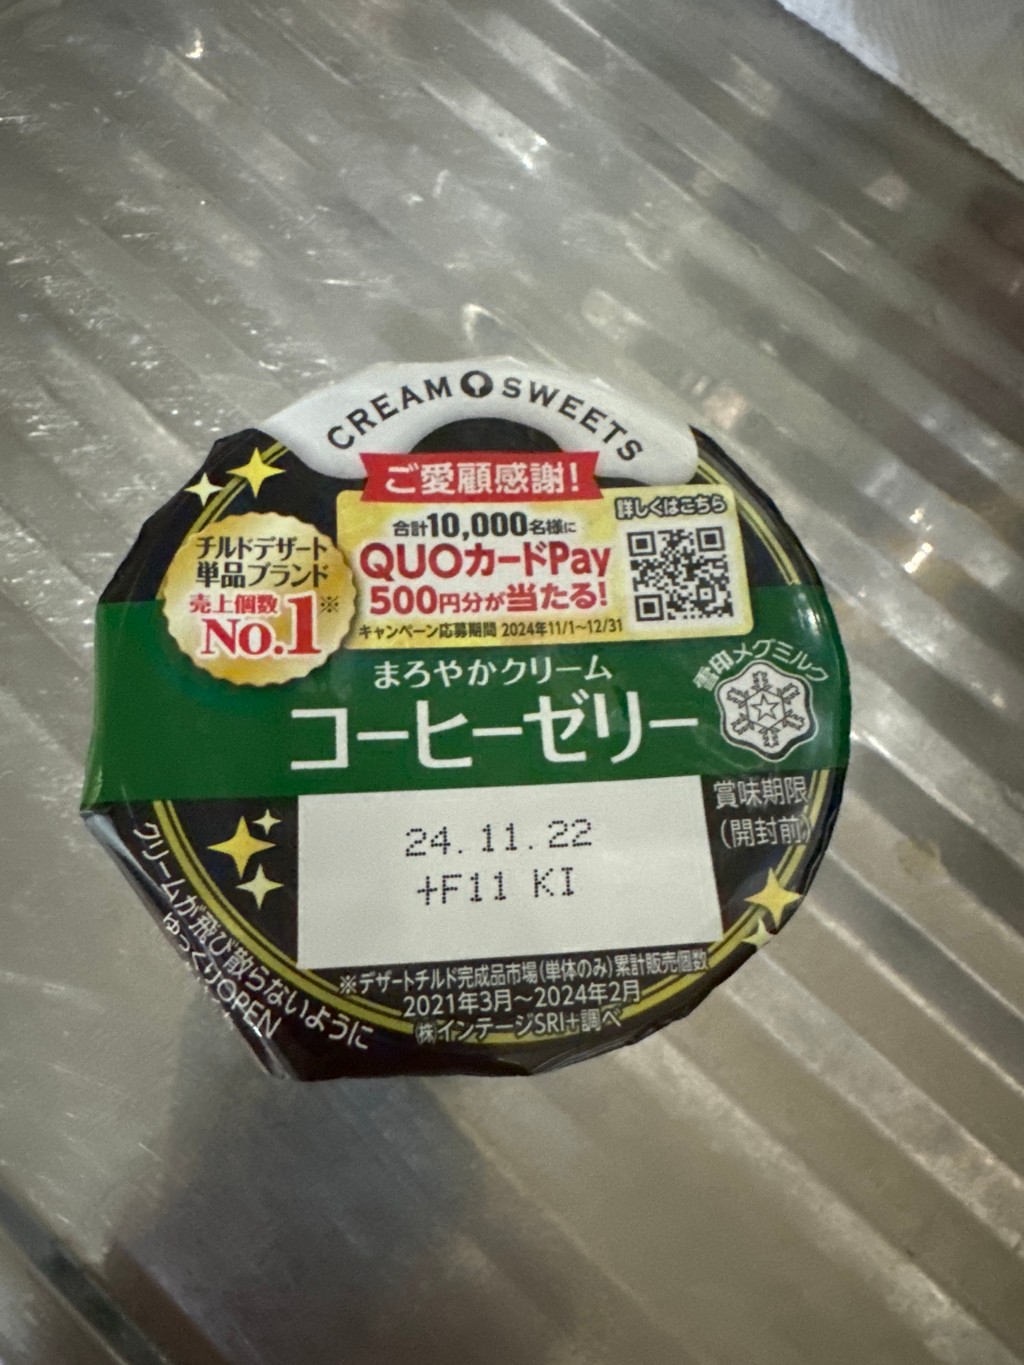 CREAM SWEETS
ご愛顧感謝!
合計10,000名様に
QUOカードPay
500円分が当たる!
キャンペーン応募期間 2024年11/1~12/31
詳しくはこちら
チルドデザート
単品ブランド
売上個数※
No.1
まろやかクリーム
コーヒーゼリー
雪印メグミルク
賞味期限
(開封前)
24.11.22
+F11 KI
※デザートチルド完成品市場(単体のみ)累計販売個数
2021年3月~2024年2月
㈱インテージSRI+調べ
クリームが飛び散らないように
ゆっくりOPEN